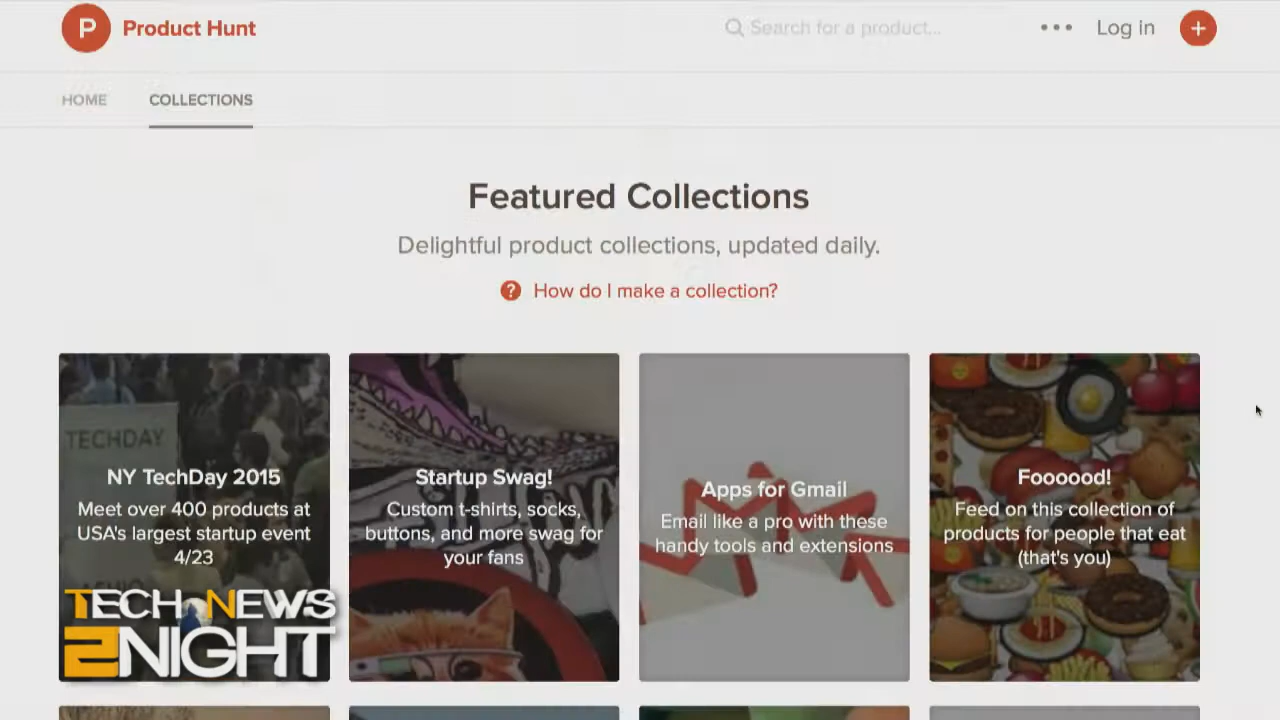 P
Product Hunt
Search for a product...
Log in
+
HOME
COLLECTIONS
Featured Collections
Delightful product collections, updated daily.
? How do I make a collection?
TECHDAY
NY TechDay 2015
Meet over 400 products at
USA's largest startup event
4/23
Startup Swag!
Custom t-shirts, socks,
buttons, and more swag for
your fans
Apps for Gmail
Email like a pro with these
handy tools and extensions
Foooood!
Feed on this collection of
products for people that eat
(that's you)
TECH NEWS
2NIGHT